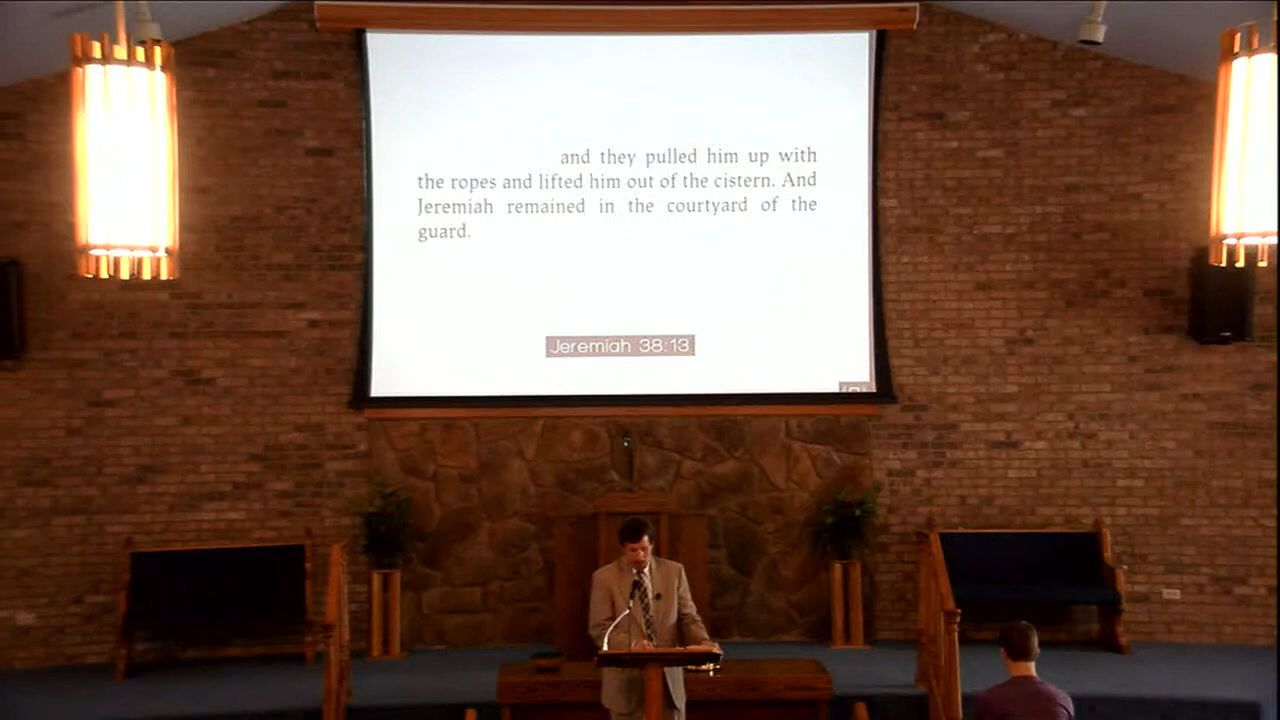 and they pulled him up with
the ropes and lifted him out of the cistern. And
Jeremiah remained in the courtyard of the
guard.
Jeremiah 38:13